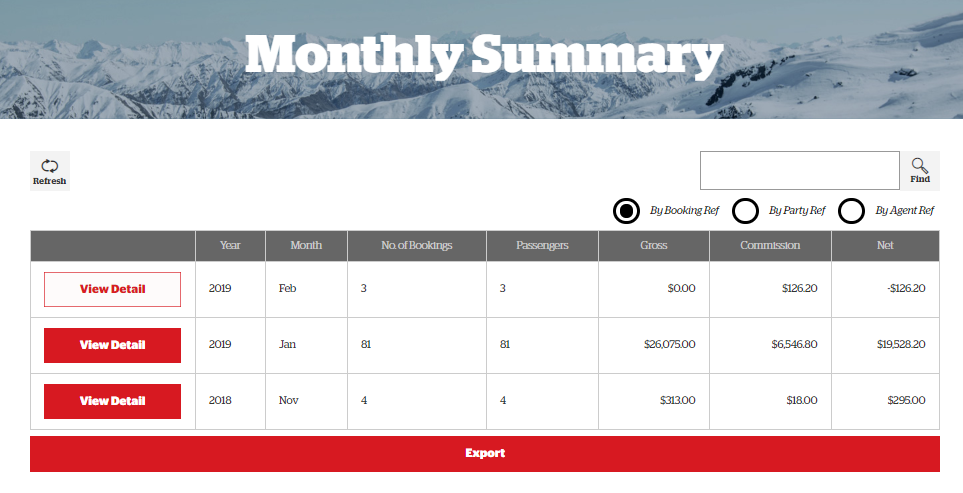 Monthly Summary
Refresh
Find
By Booking Ref By Party Ref By Agent Ref
Year Month No. of Bookings Passengers Gross Commission Net
View Detail 2019 Feb 3 3 $0.00 $126.20 -$126.20
View Detail 2019 Jan 81 81 $26,075.00 $6,546.80 $19,528.20
View Detail 2018 Nov 4 4 $313.00 $18.00 $295.00
Export